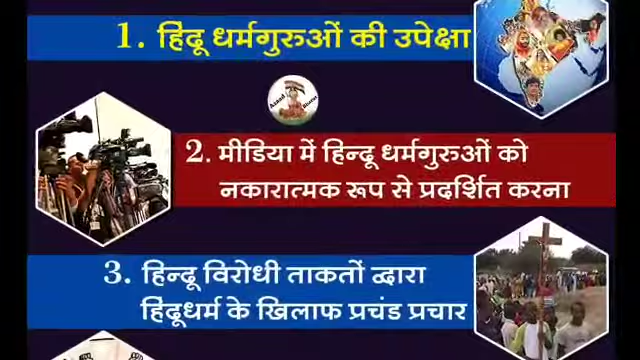 1. हिंदू धर्मगुरुओं की उपेक्षा
2. मीडिया में हिन्दू धर्मगुरुओं को
नकारात्मक रूप से प्रदर्शित करना
3. हिन्दू विरोधी ताकतों द्वारा
हिंदूधर्म के खिलाफ प्रचंड प्रचार